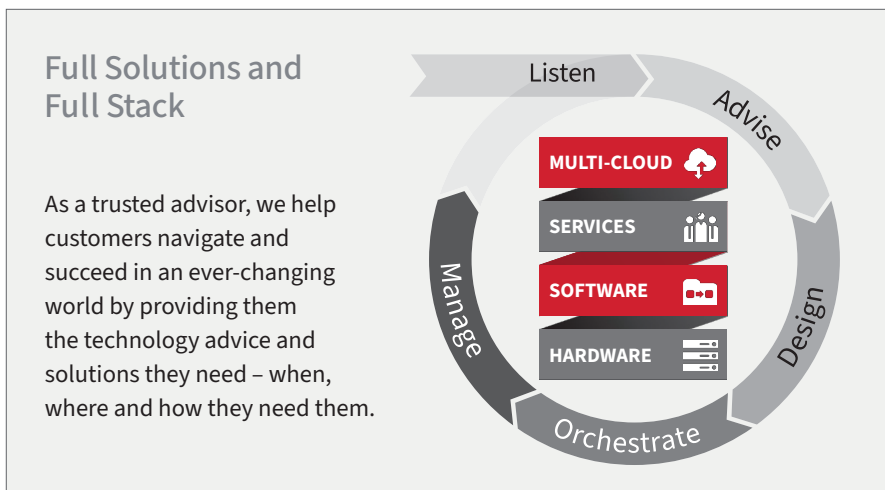 Full Solutions and
Full Stack
As a trusted advisor, we help
customers navigate and
succeed in an ever-changing
world by providing them
the technology advice and
solutions they need – when,
where and how they need them.
Listen
Advise
Design
Orchestrate
Manage
MULTI-CLOUD
SERVICES
SOFTWARE
HARDWARE